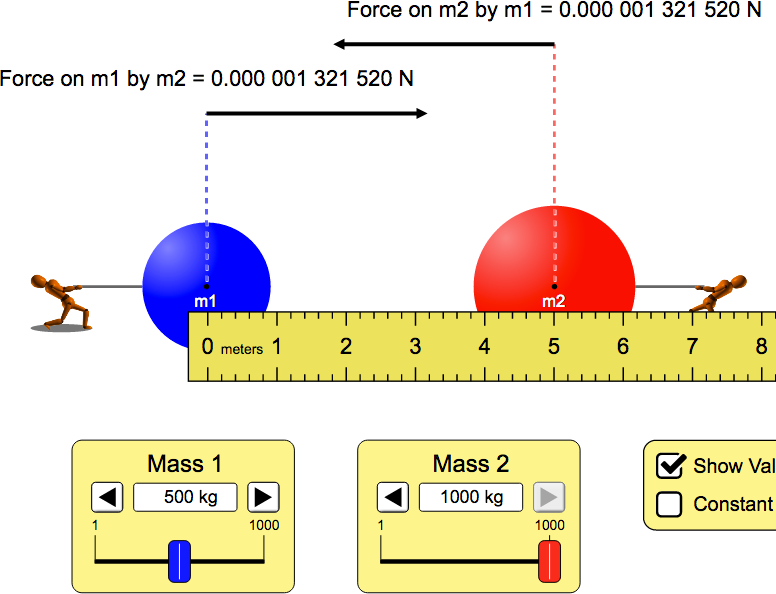 Force on m2 by m1 = 0.000 001 321 520 N
Force on m1 by m2 = 0.000 001 321 520 N
m1
m2
0 meters 1 2 3 4 5 6 7 8
Mass 1
500 kg
1 1000
Mass 2
1000 kg
1 1000
Show Val
Constant